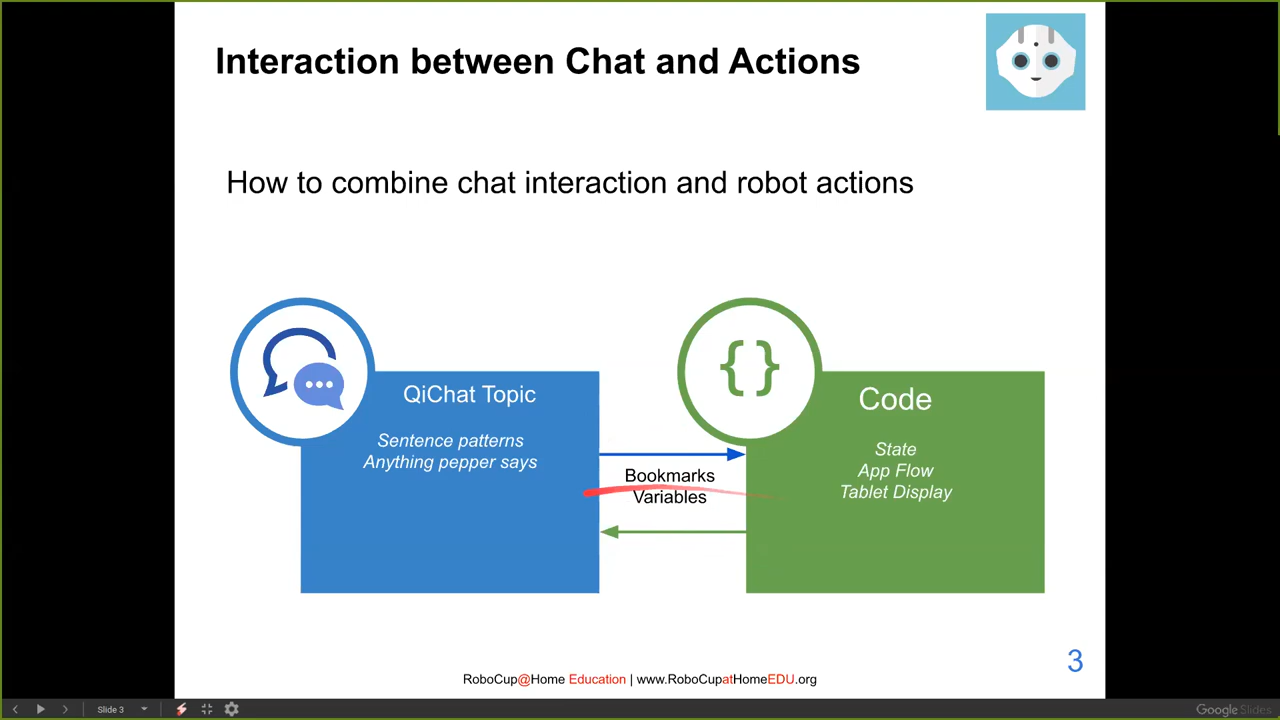 Interaction between Chat and Actions
How to combine chat interaction and robot actions
QiChat Topic
Sentence patterns
Anything pepper says
Bookmarks
Variables
{}
Code
State
App Flow
Tablet Display
3
RoboCup@Home Education | www.RoboCupatHomeEDU.org
Slide 3
Google Slides